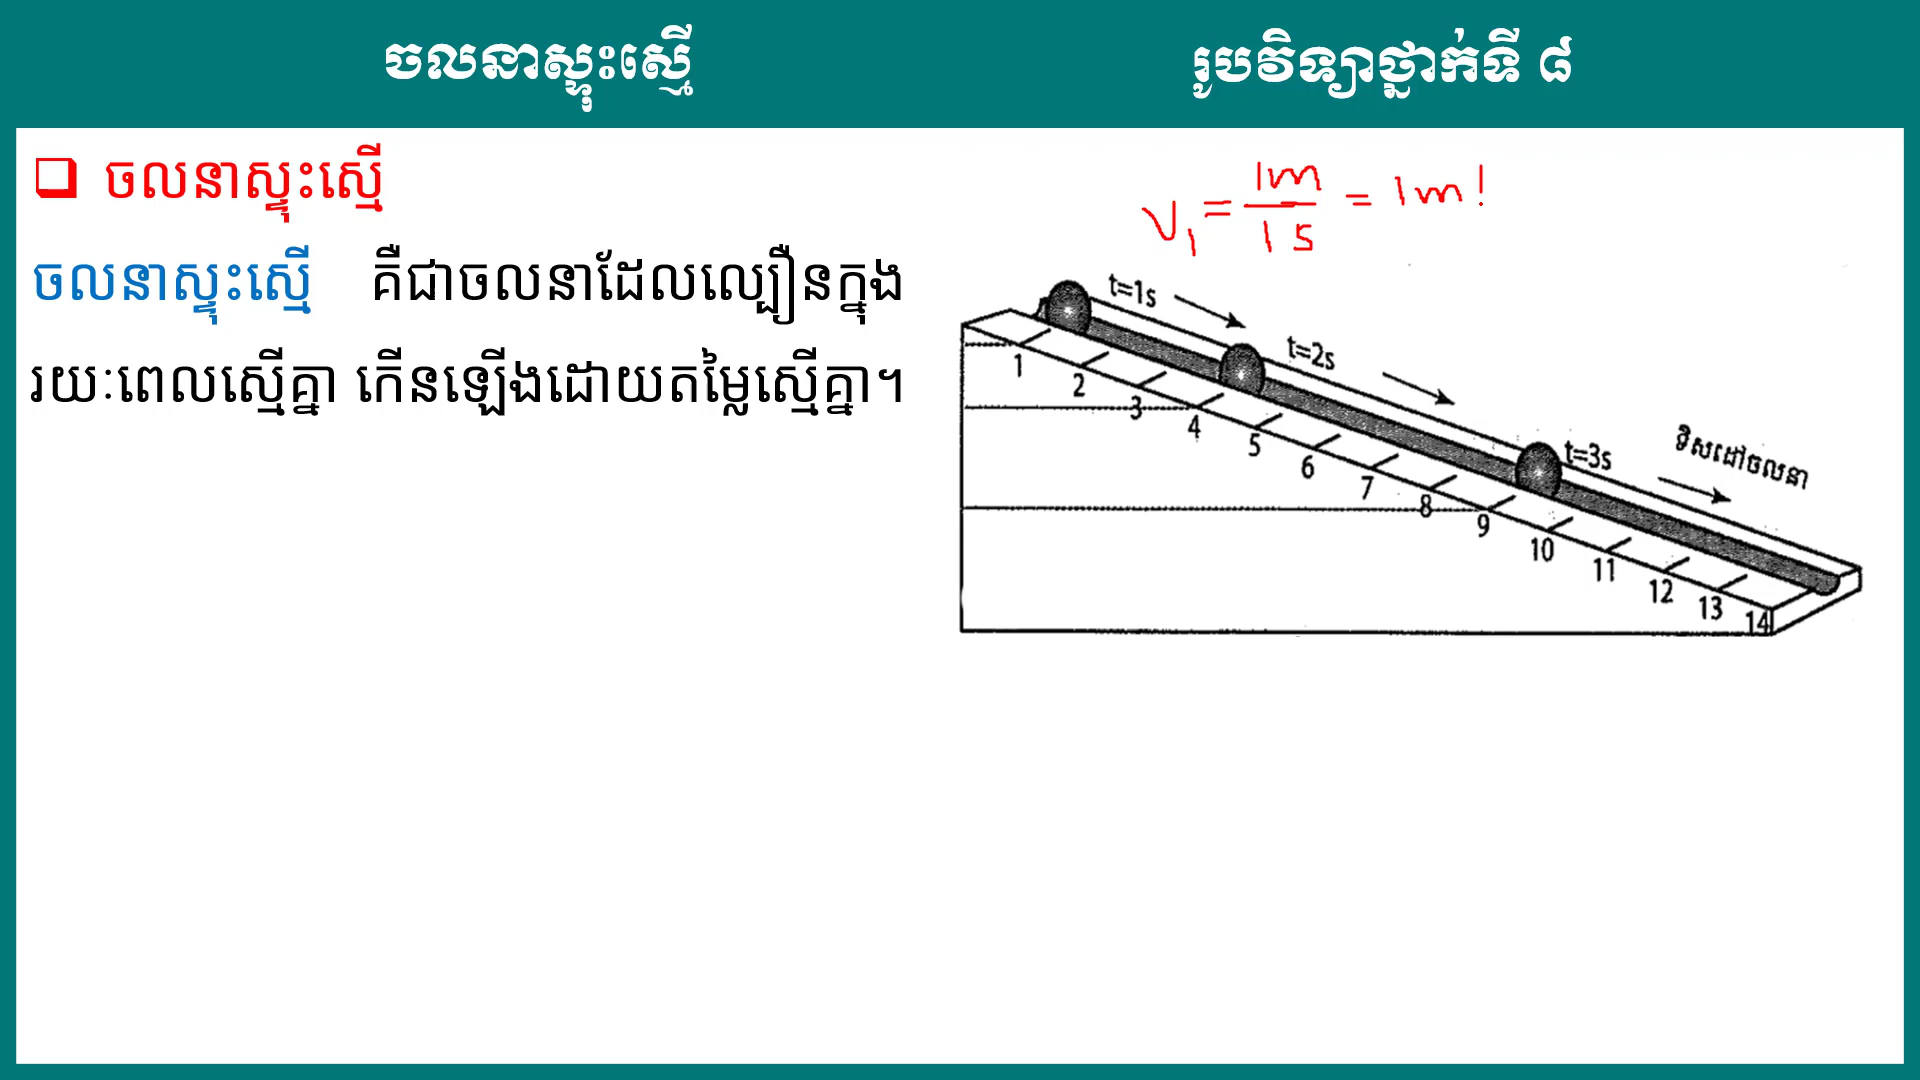 ចលនាស្ទុះស្មើ
រូបវិទ្យាថ្នាក់ទី ៨
ចលនាស្ទុះស្មើ
ចលនាស្ទុះស្មើ គឺជាចលនាដែលល្បឿនក្នុង
រយៈពេលស្មើគ្នា កើនឡើងដោយតម្លៃស្មើគ្នា។
V₁ = 1m / 1s = 1m !
t=1s
t=2s
t=3s
ទិសដៅចលនា
1 2 3 4 5 6 7 8 9 10 11 12 13 14